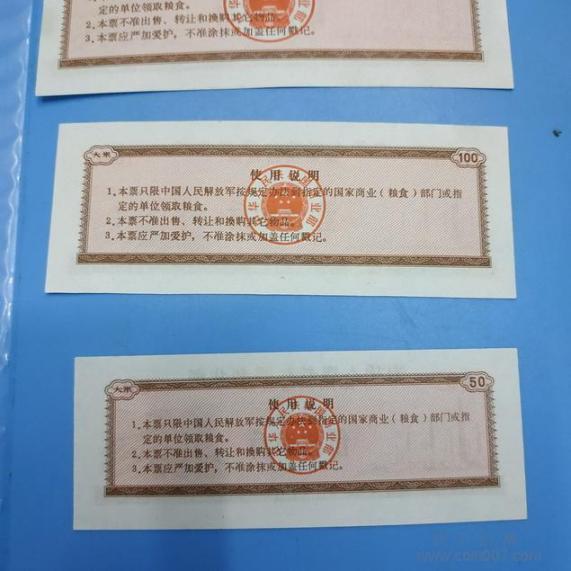 定的单位领取粮食。
2.本票不准出售、转让和换购其它物品。
3.本票应严加爱护,不准涂抹或加盖任何戳记。
大米
100
使用说明
1.本票只限中国人民解放军按规定办法到指定的国家商业(粮食)部门或指
定的单位领取粮食。
2.本票不准出售、转让和换购其它物品。
3.本票应严加爱护,不准涂抹或加盖任何戳记。
大米
50
使用说明
1.本票只限中国人民解放军按规定办法到指定的国家商业(粮食)部门或指
定的单位领取粮食。
2.本票不准出售、转让和换购其它物品。
3.本票应严加爱护,不准涂抹或加盖任何戳记。
www.coin007.com